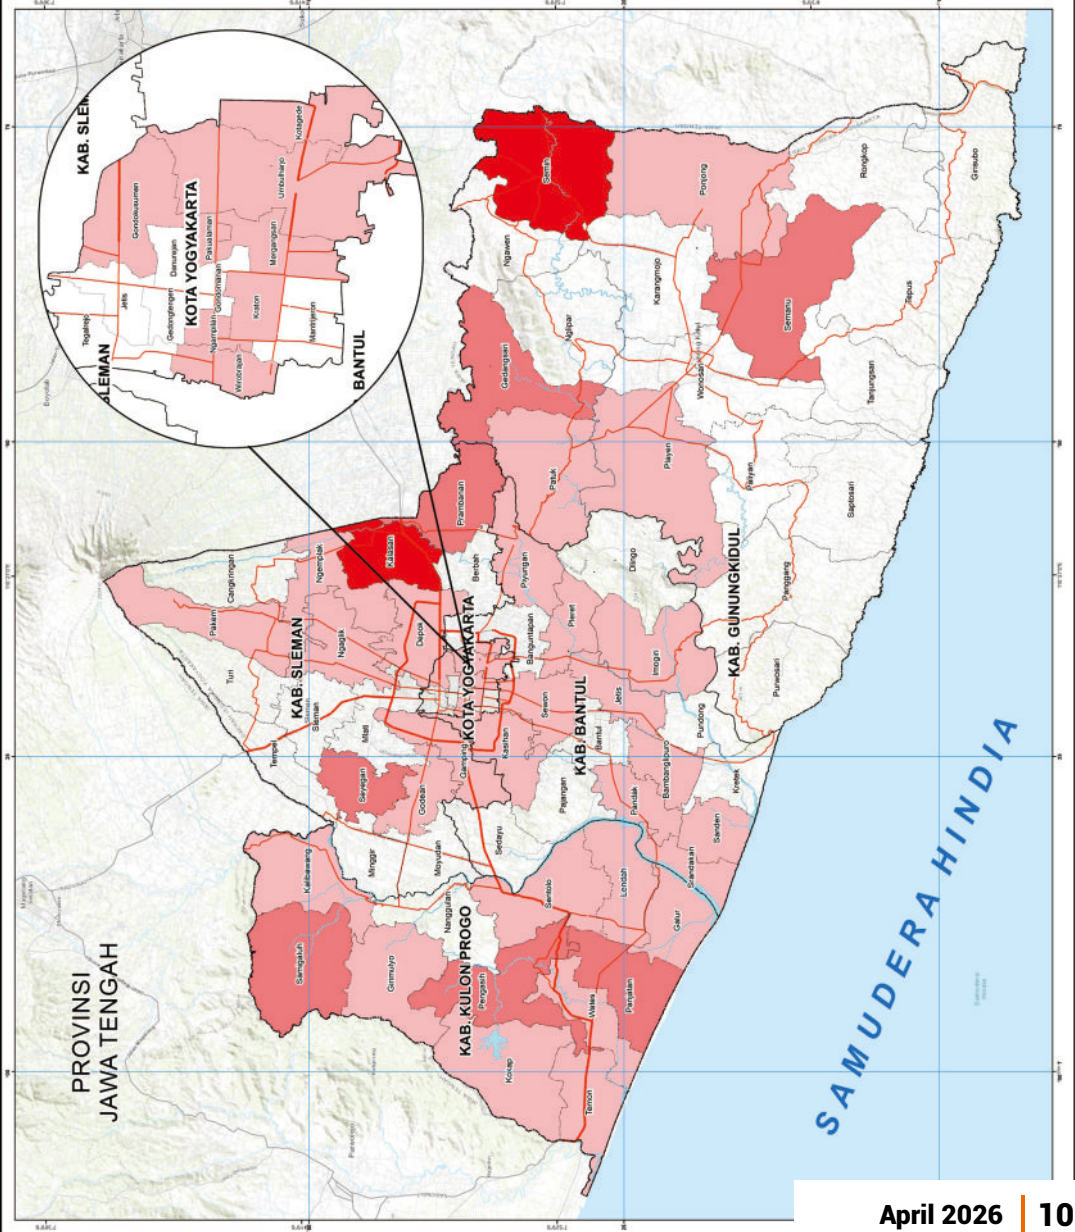 PROVINSI
JAWA TENGAH
KAB. SLEM
KOTA YOGYAKARTA
SLEMAN
BANTUL
Tegalrejo
Jetis
Gedongtengen
Danurejan
Gondokusuman
Pakualaman
Gondomanan
Ngampilan
Wirobrajan
Kraton
Mantrijeron
Mergangsan
Umbulharjo
Kotagede
KAB. SLEMAN
Tempel
Turi
Pakem
Cangkringan
Sleman
Ngaglik
Ngemplak
Mlati
Seyegan
Minggir
Moyudan
Godean
Gamping
Depok
Kalasan
Berbah
Prambanan
KOTA YOGYAKARTA
KAB. BANTUL
Sedayu
Kasihan
Sewon
Banguntapan
Piyungan
Pleret
Pajangan
Bantul
Jetis
Imogiri
Dlingo
Pandak
Bambanglipuro
Pundong
Kretek
Sanden
Srandakan
KAB. KULON PROGO
Kalibawang
Samigaluh
Girimulyo
Nanggulan
Pengasih
Kokap
Temon
Wates
Panjatan
Sentolo
Lendah
Galur
KAB. GUNUNGKIDUL
Gedangsari
Patuk
Playen
Ngawen
Nglipar
Semin
Karangmojo
Ponjong
Wonosari
Semanu
Paliyan
Panggang
Purwosari
Saptosari
Tanjungsari
Tepus
Rongkop
Girisubo
SAMUDERA HINDIA
April 2026 | 10